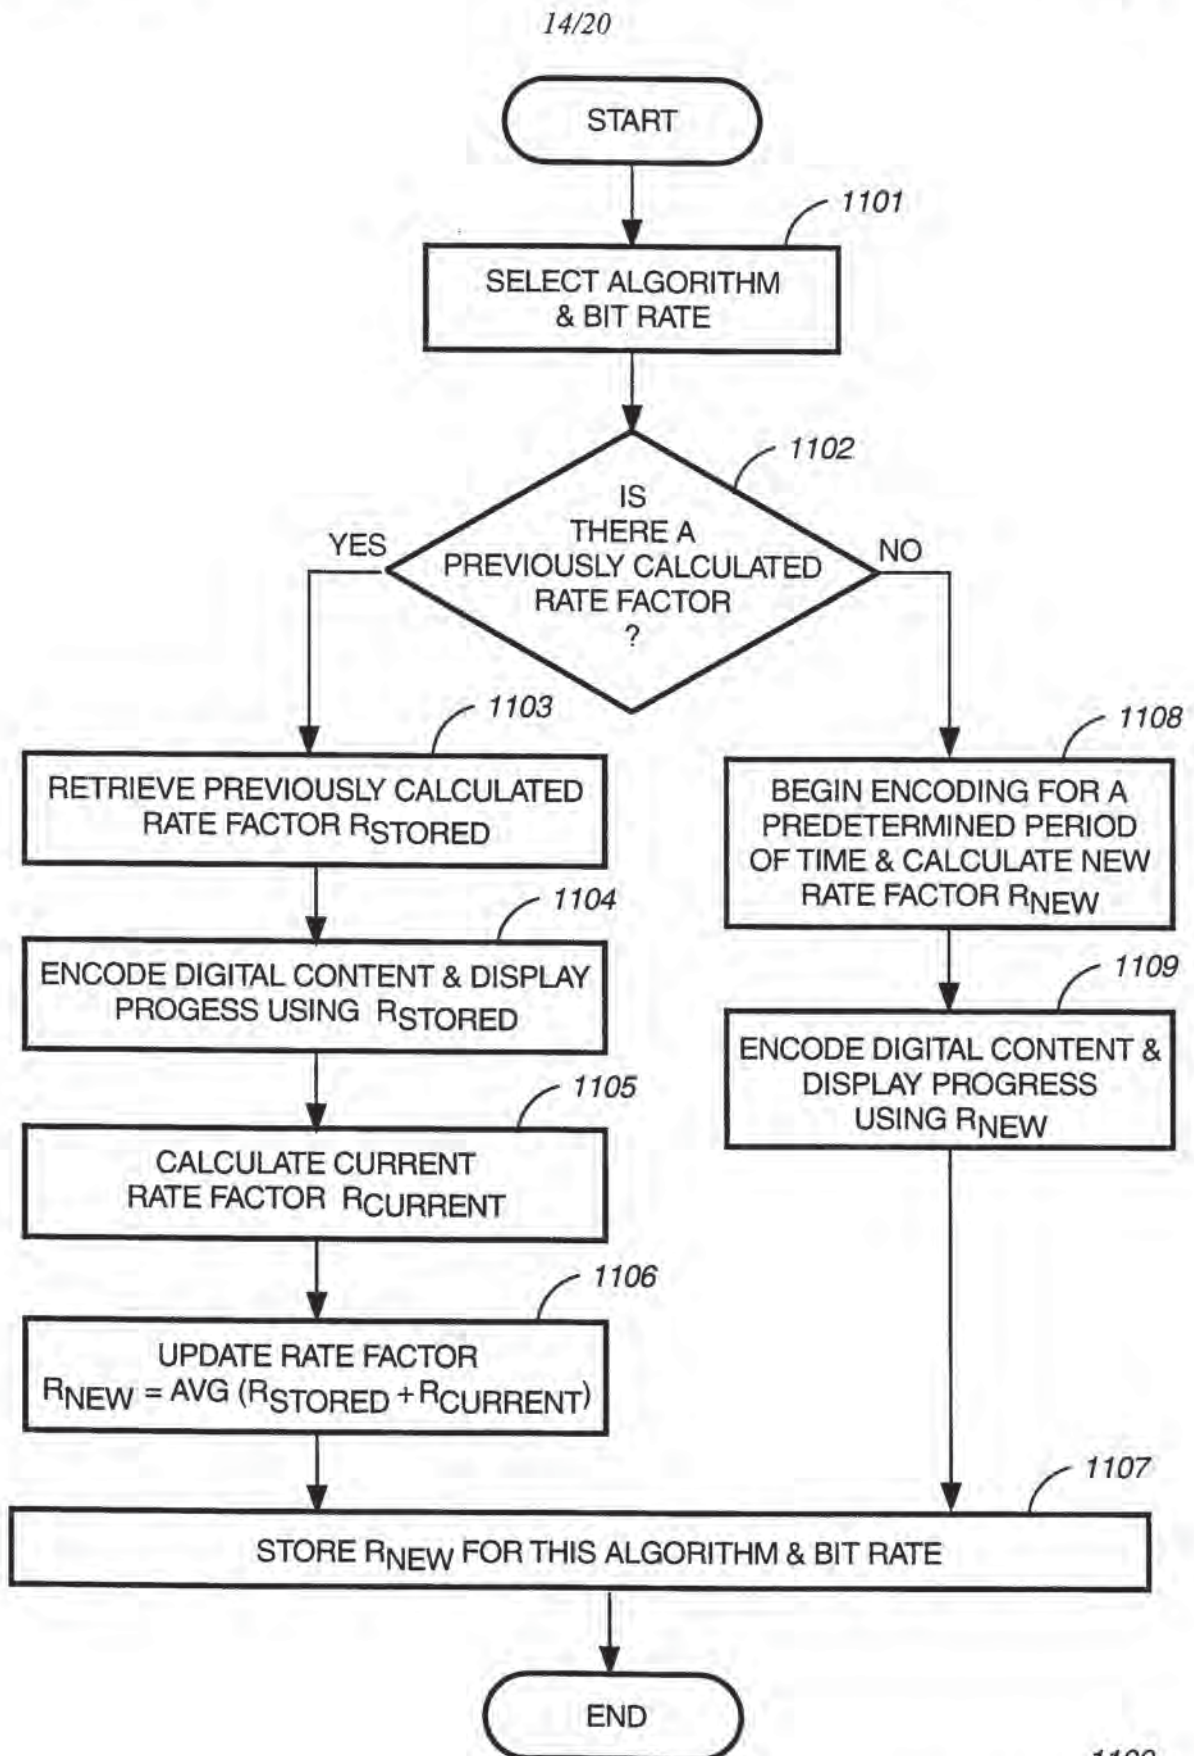 14/20
START
1101
SELECT ALGORITHM
& BIT RATE
1102
IS
THERE A
PREVIOUSLY CALCULATED
RATE FACTOR
?
YES
NO
1103
RETRIEVE PREVIOUSLY CALCULATED
RATE FACTOR RSTORED
1104
ENCODE DIGITAL CONTENT & DISPLAY
PROGESS USING RSTORED
1105
CALCULATE CURRENT
RATE FACTOR RCURRENT
1106
UPDATE RATE FACTOR
RNEW = AVG (RSTORED + RCURRENT)
1108
BEGIN ENCODING FOR A
PREDETERMINED PERIOD
OF TIME & CALCULATE NEW
RATE FACTOR RNEW
1109
ENCODE DIGITAL CONTENT &
DISPLAY PROGRESS
USING RNEW
1107
STORE RNEW FOR THIS ALGORITHM & BIT RATE
END